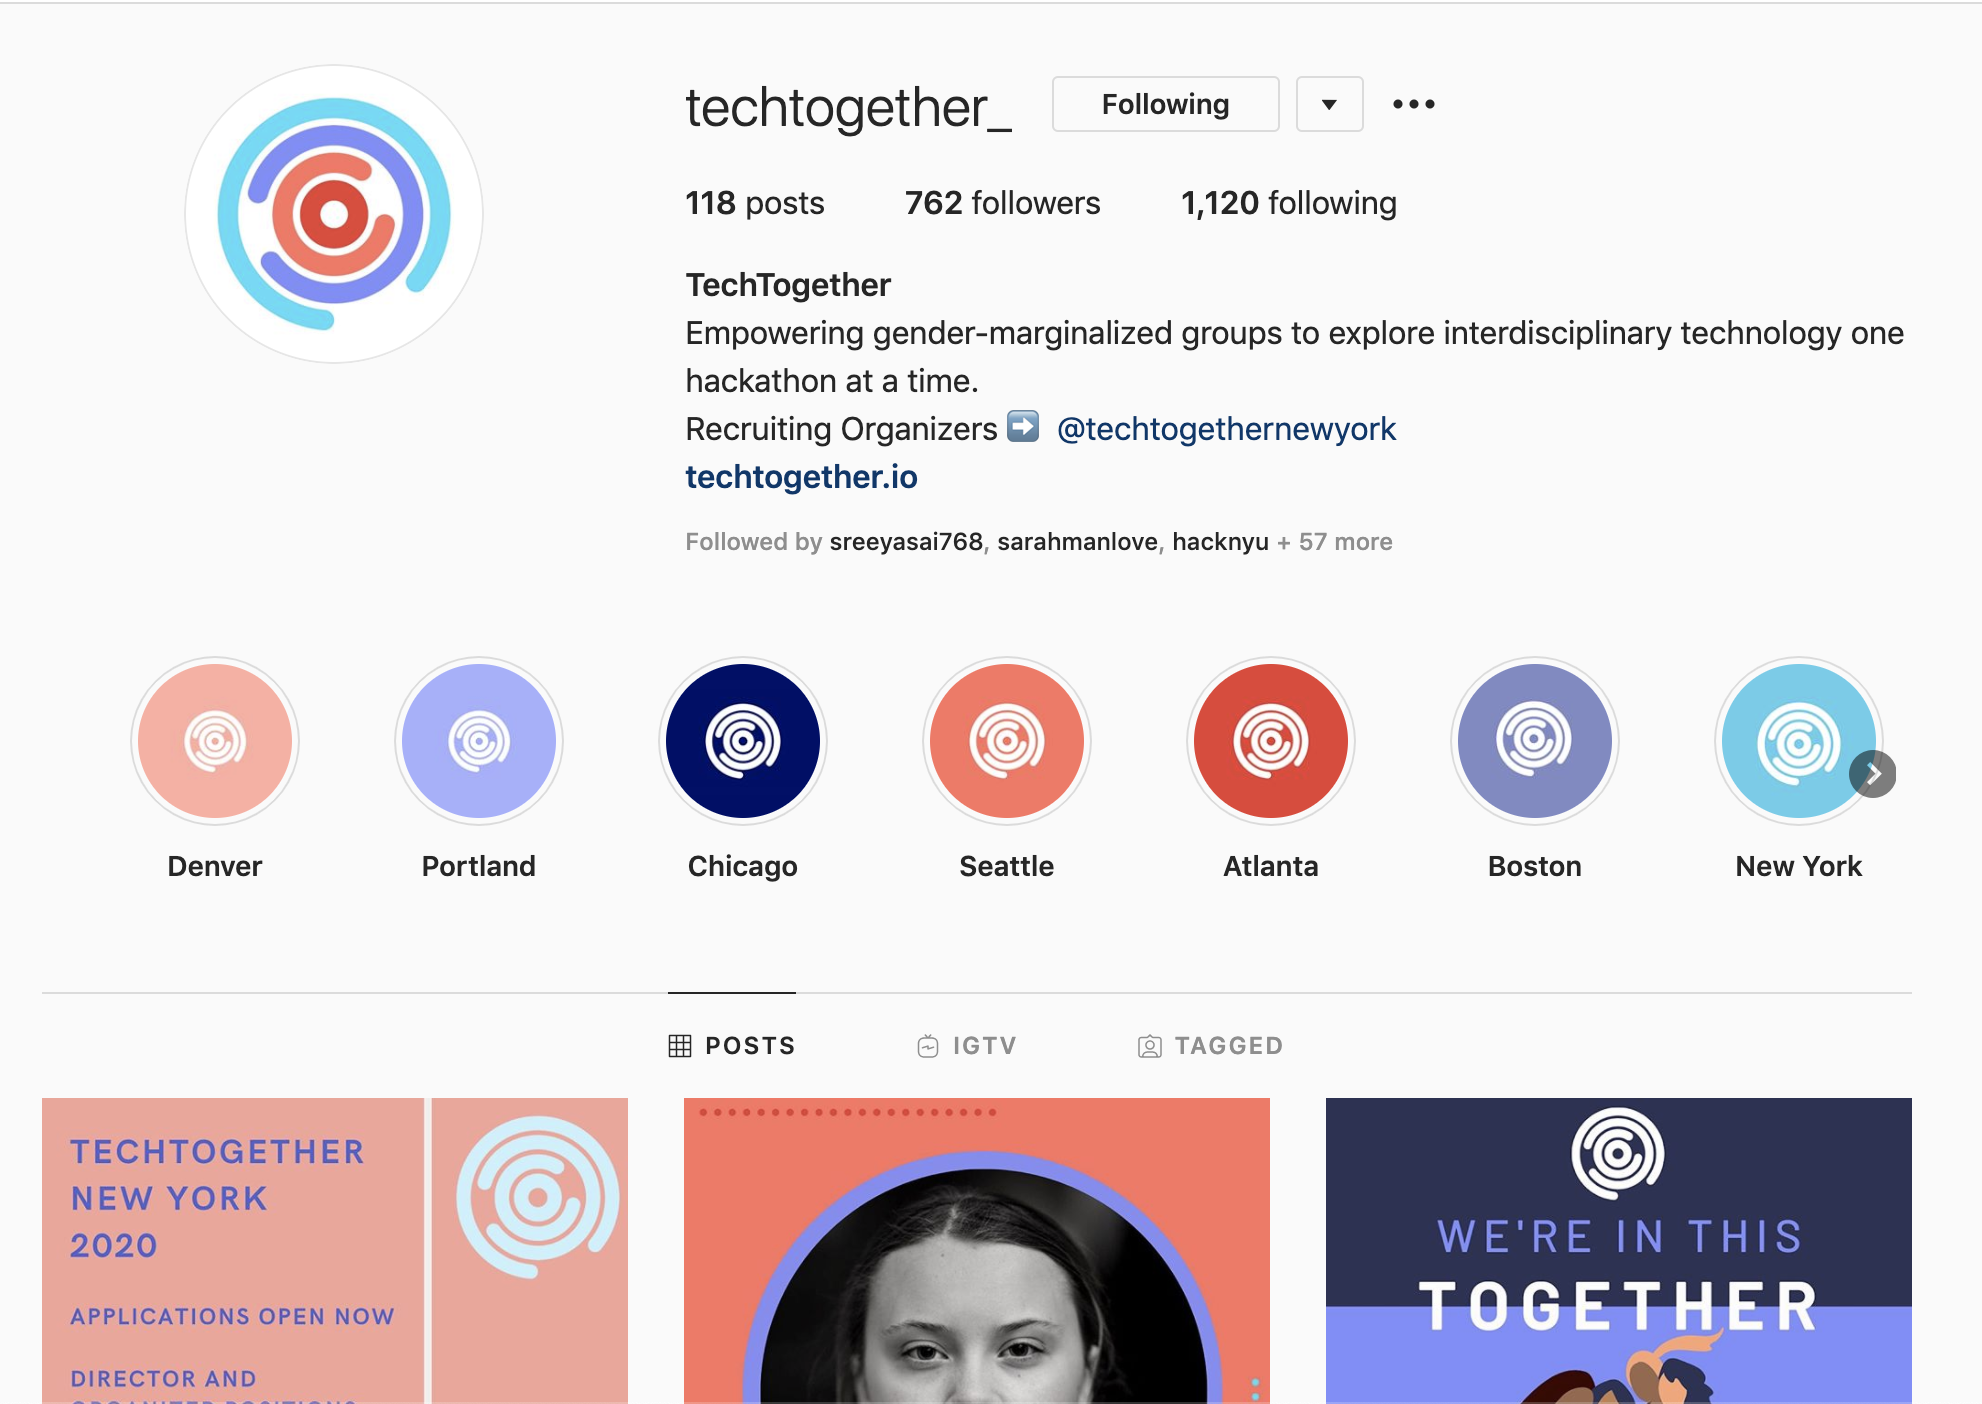 techtogether_ Following
118 posts 762 followers 1,120 following
TechTogether
Empowering gender-marginalized groups to explore interdisciplinary technology one
hackathon at a time.
Recruiting Organizers ➡️ @techtogethernewyork
techtogether.io
Followed by sreeyasai768, sarahmanlove, hacknyu + 57 more
Denver Portland Chicago Seattle Atlanta Boston New York
POSTS IGTV TAGGED
TECHTOGETHER
NEW YORK
2020
APPLICATIONS OPEN NOW
DIRECTOR AND
WE'RE IN THIS
TOGETHER